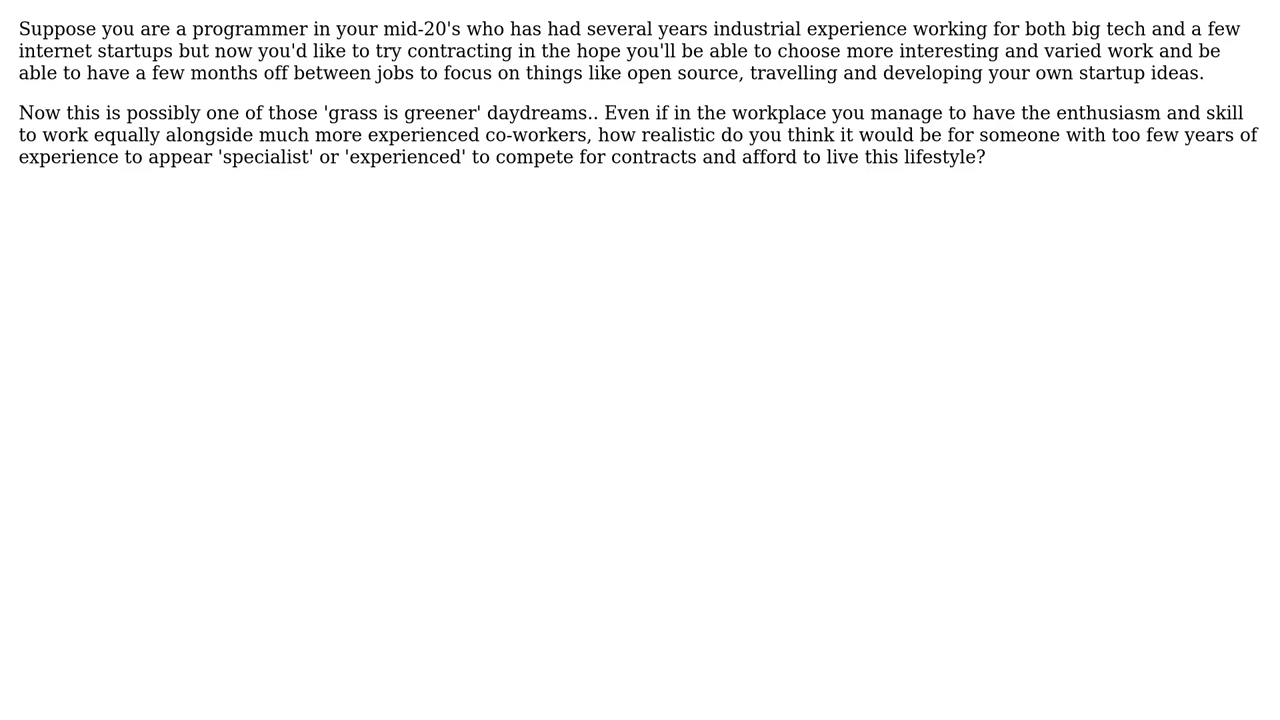 Suppose you are a programmer in your mid-20's who has had several years industrial experience working for both big tech and a few
internet startups but now you'd like to try contracting in the hope you'll be able to choose more interesting and varied work and be
able to have a few months off between jobs to focus on things like open source, travelling and developing your own startup ideas.
Now this is possibly one of those 'grass is greener' daydreams.. Even if in the workplace you manage to have the enthusiasm and skill
to work equally alongside much more experienced co-workers, how realistic do you think it would be for someone with too few years of
experience to appear 'specialist' or 'experienced' to compete for contracts and afford to live this lifestyle?